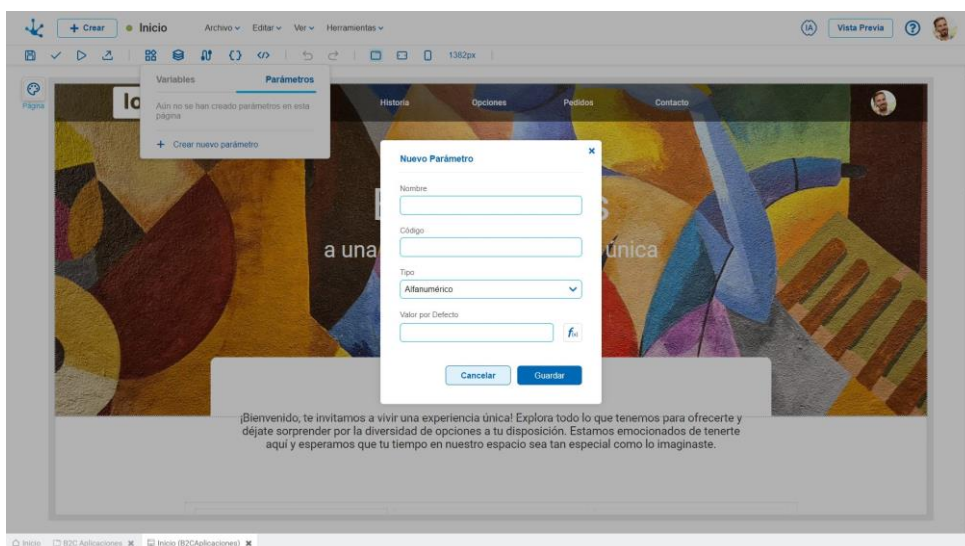 + Crear
Inicio
Archivo Editar Ver Herramientas
IA
Vista Previa
?
1382px
Página
Variables Parámetros
Aún no se han creado parámetros en esta
página
+ Crear nuevo parámetro
lo
Historia Opciones Pedidos Contacto
Nuevo Parámetro
Nombre
Código
Tipo
Alfanumérico
Valor por Defecto
f(x)
Cancelar Guardar
a una
única
¡Bienvenido, te invitamos a vivir una experiencia única! Explora todo lo que tenemos para ofrecerte y
déjate sorprender por la diversidad de opciones a tu disposición. Estamos emocionados de tenerte
aquí y esperamos que tu tiempo en nuestro espacio sea tan especial como lo imaginaste.
Inicio B2C Aplicaciones Inicio (B2CAplicaciones)